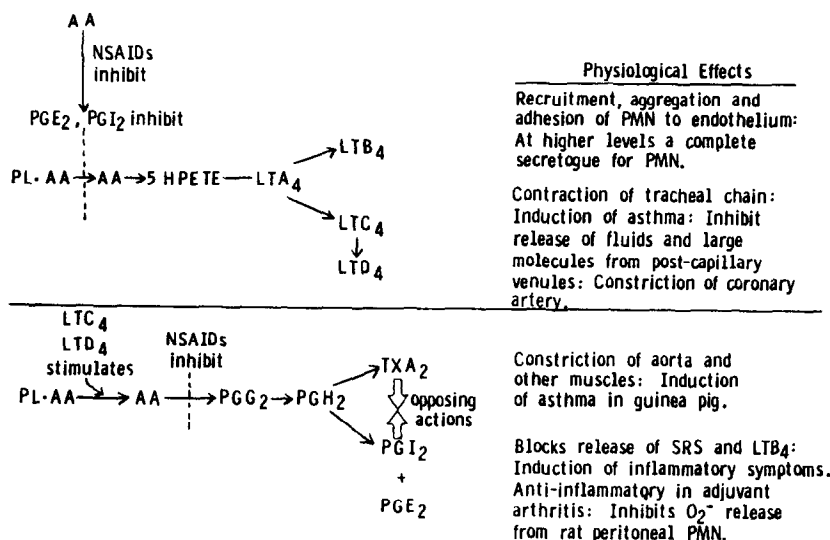 A A
NSAIDs
inhibit
PGE2, PGI2 inhibit
PL·AA→AA→5 HPETE—LTA4
LTB4
LTC4
↓
LTD4
Physiological Effects
Recruitment, aggregation and
adhesion of PMN to endothelium:
At higher levels a complete
secretogue for PMN.
Contraction of tracheal chain:
Induction of asthma: Inhibit
release of fluids and large
molecules from post-capillary
venules: Constriction of coronary
artery.
LTC4
LTD4
stimulates
NSAIDs
inhibit
PL·AA→AA→PGG2→PGH2
TXA2
opposing
actions
PGI2
+
PGE2
Constriction of aorta and
other muscles: Induction
of asthma in guinea pig.
Blocks release of SRS and LTB4:
Induction of inflammatory symptoms.
Anti-inflammatory in adjuvant
arthritis: Inhibits O2⁻ release
from rat peritoneal PMN.